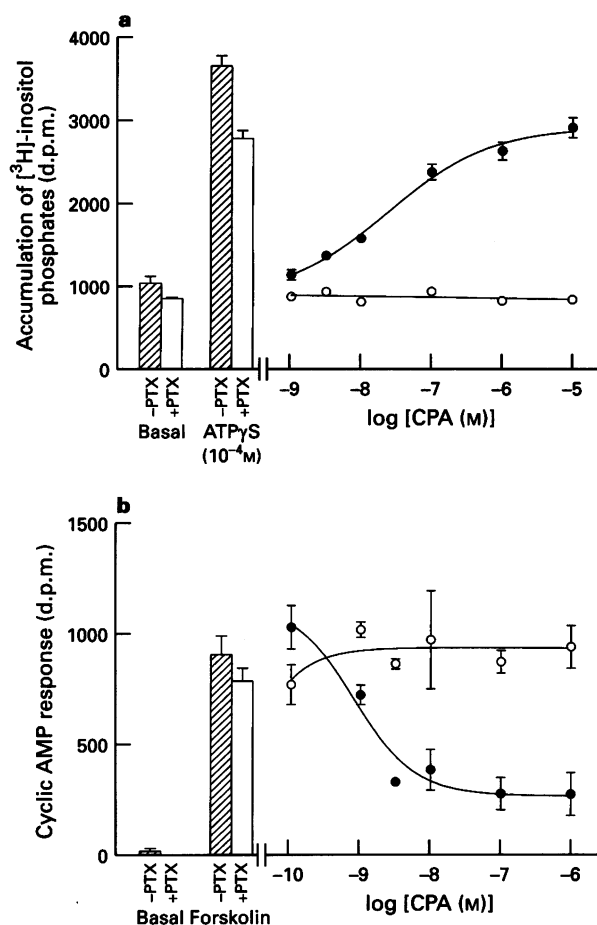 a
Accumulation of [³H]-inositol
phosphates (d.p.m.)
4000
3000
2000
1000
0
–PTX
+PTX
–PTX
+PTX
Basal
ATPγS
(10⁻⁴M)
–9
–8
–7
–6
–5
log [CPA (M)]
b
Cyclic AMP response (d.p.m.)
1500
1000
500
0
–PTX
+PTX
–PTX
+PTX
Basal Forskolin
–10
–9
–8
–7
–6
log [CPA (M)]